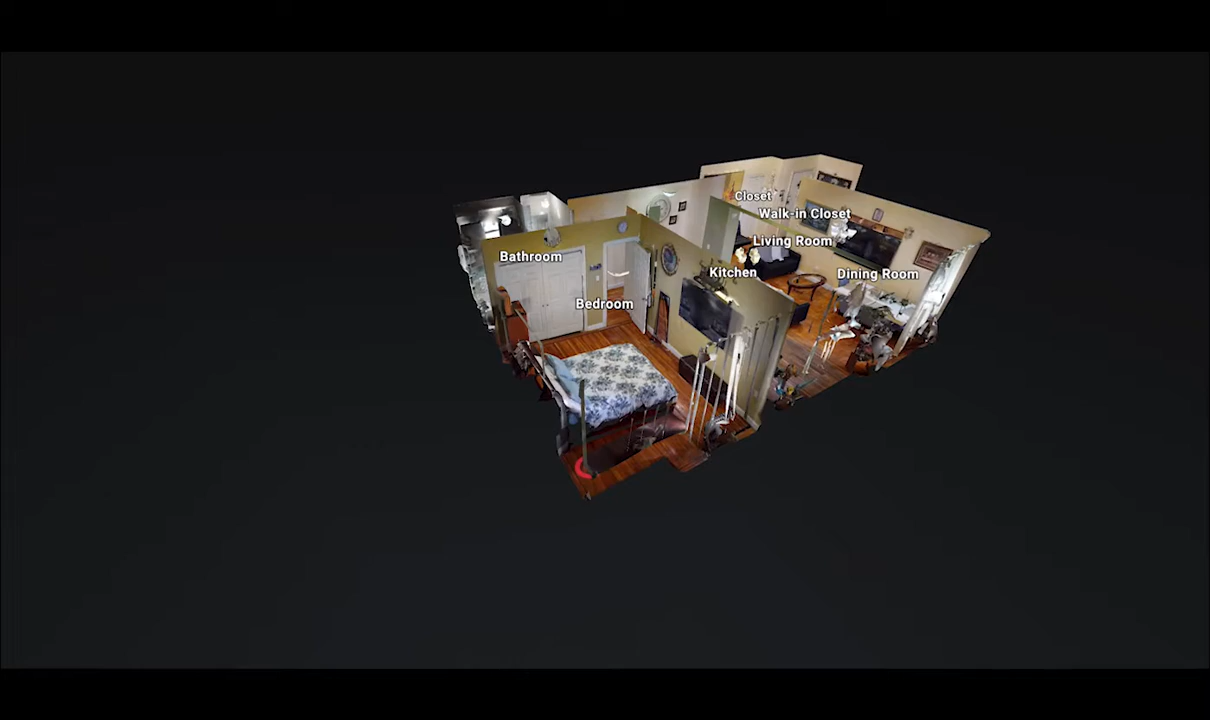 Closet
Walk-in Closet
Living Room
Bathroom
Kitchen
Dining Room
Bedroom